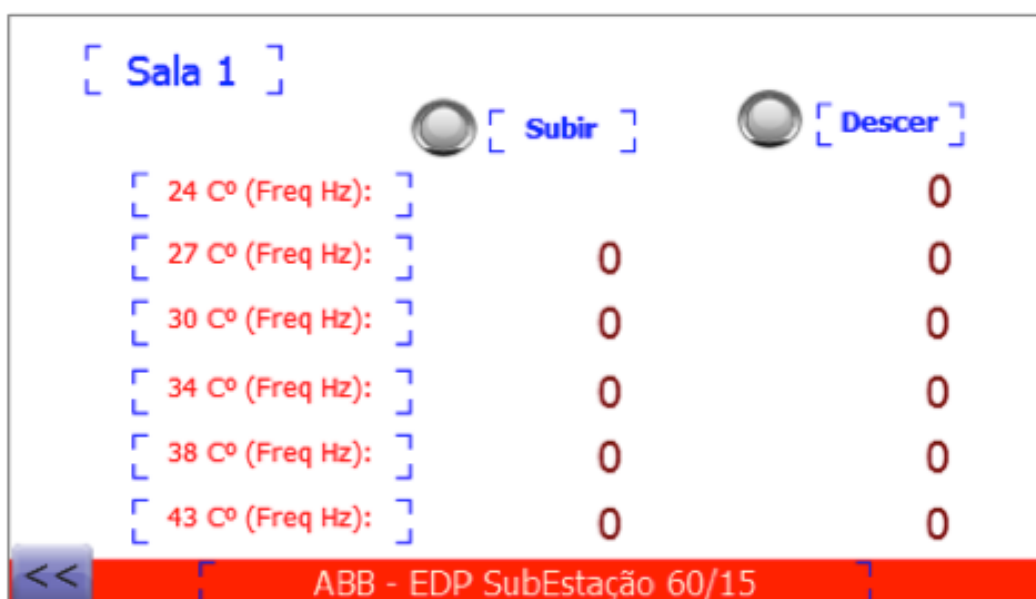 Sala 1
Subir Descer
24 Cº (Freq Hz): 0
27 Cº (Freq Hz): 0 0
30 Cº (Freq Hz): 0 0
34 Cº (Freq Hz): 0 0
38 Cº (Freq Hz): 0 0
43 Cº (Freq Hz): 0 0
<< ABB - EDP SubEstação 60/15